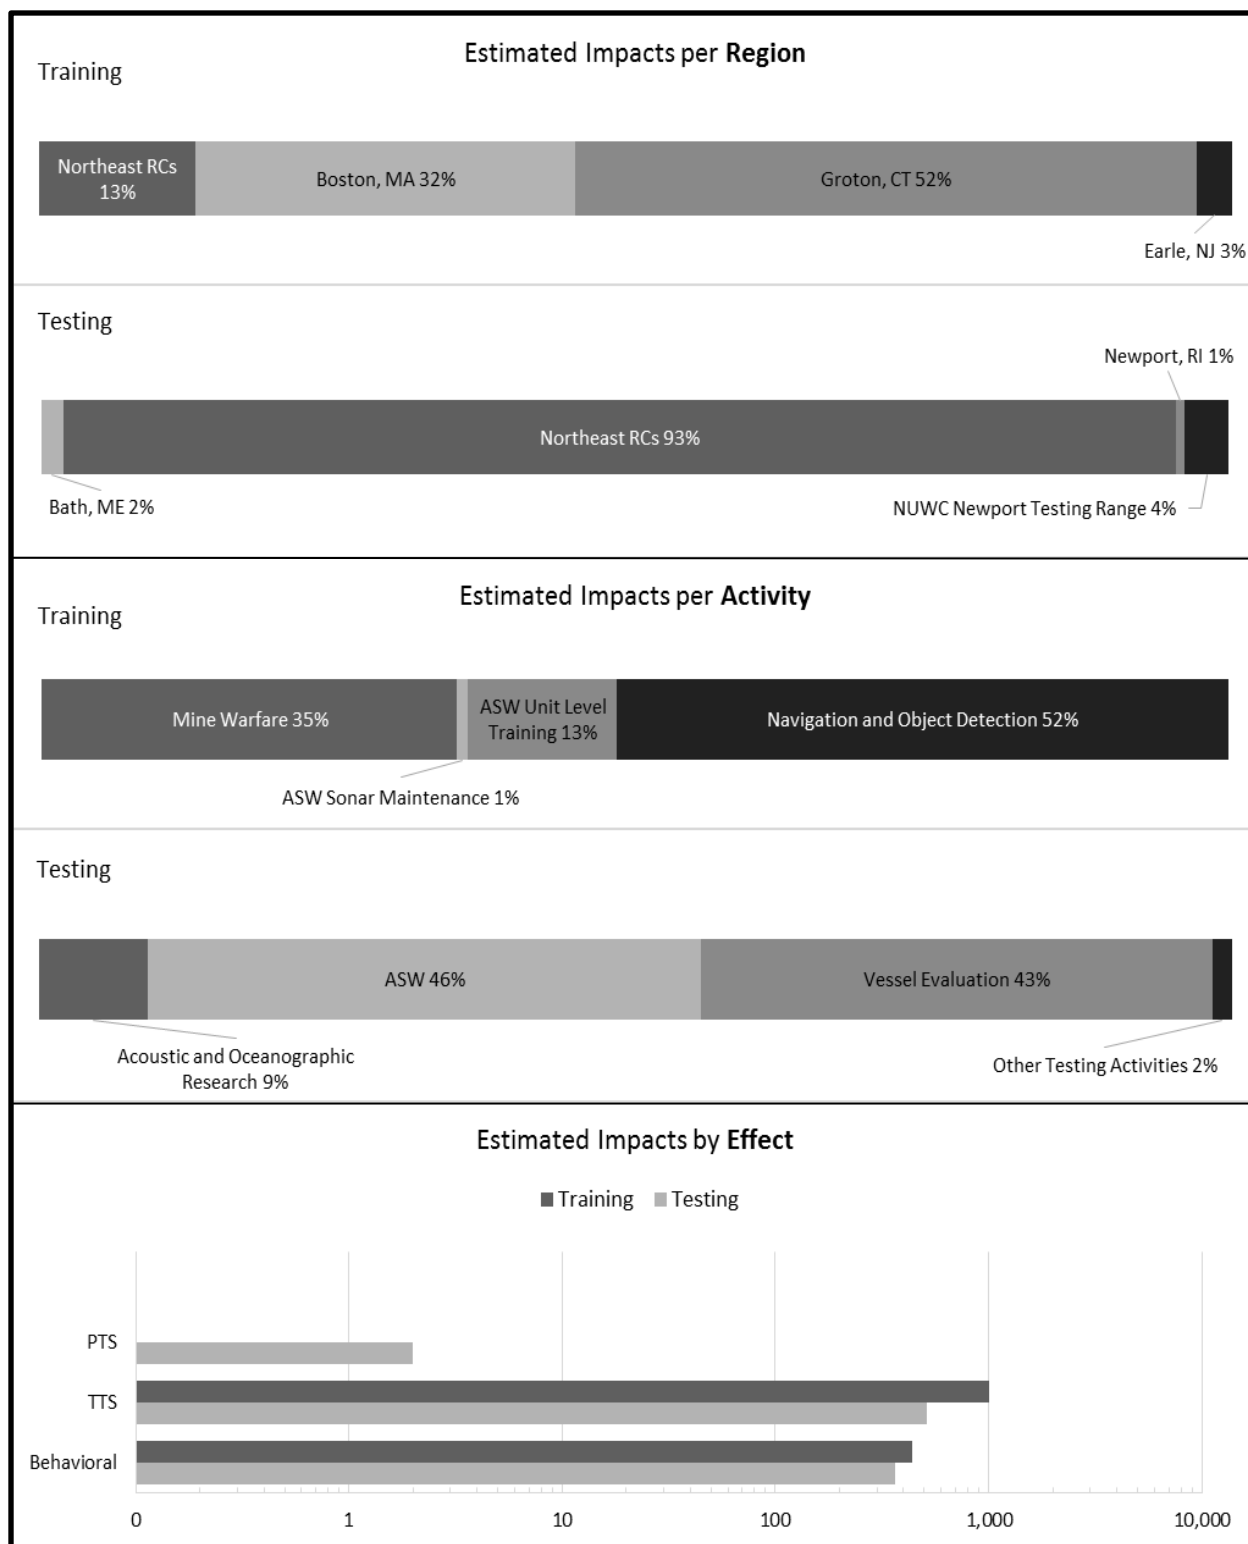 Estimated Impacts per Region
Training
Northeast RCs
13%
Boston, MA 32%
Groton, CT 52%
Earle, NJ 3%
Testing
Newport, RI 1%
Northeast RCs 93%
Bath, ME 2%
NUWC Newport Testing Range 4%
Estimated Impacts per Activity
Training
Mine Warfare 35%
ASW Unit Level
Training 13%
Navigation and Object Detection 52%
ASW Sonar Maintenance 1%
Testing
ASW 46%
Vessel Evaluation 43%
Acoustic and Oceanographic
Research 9%
Other Testing Activities 2%
Estimated Impacts by Effect
Training
Testing
PTS
TTS
Behavioral
0
1
10
100
1,000
10,000